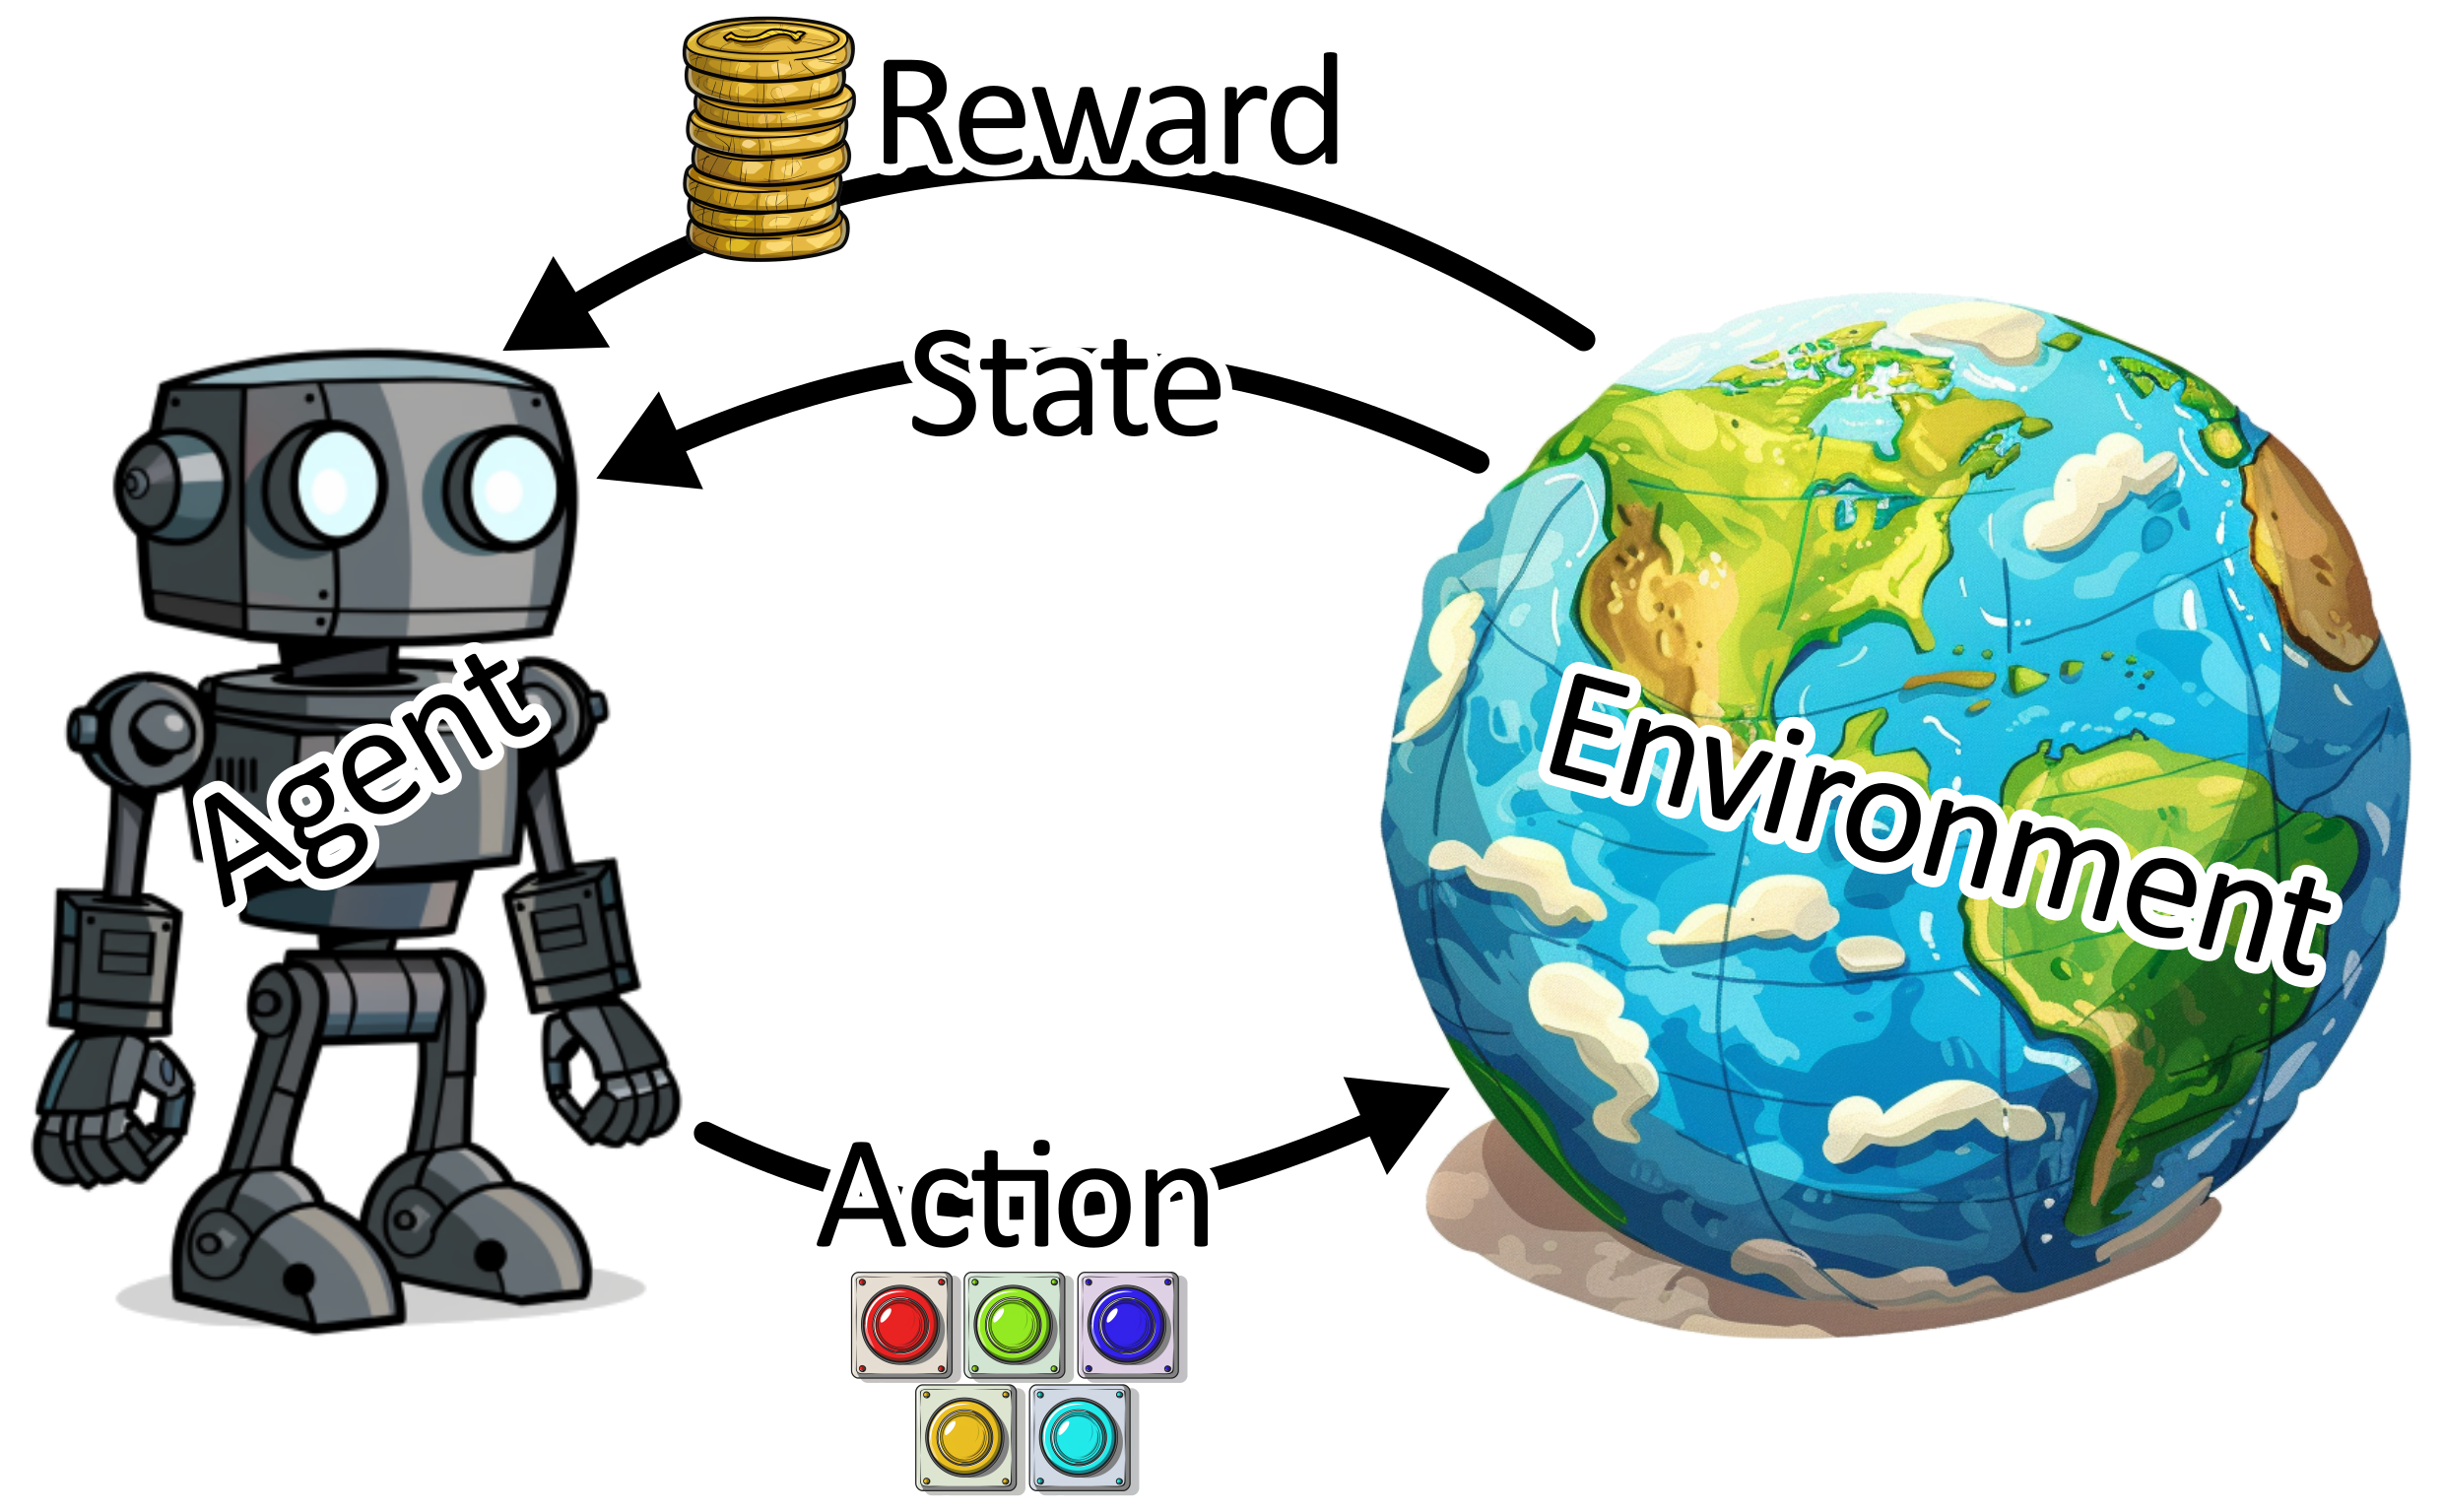 Reward
State
Agent
Environment
Action